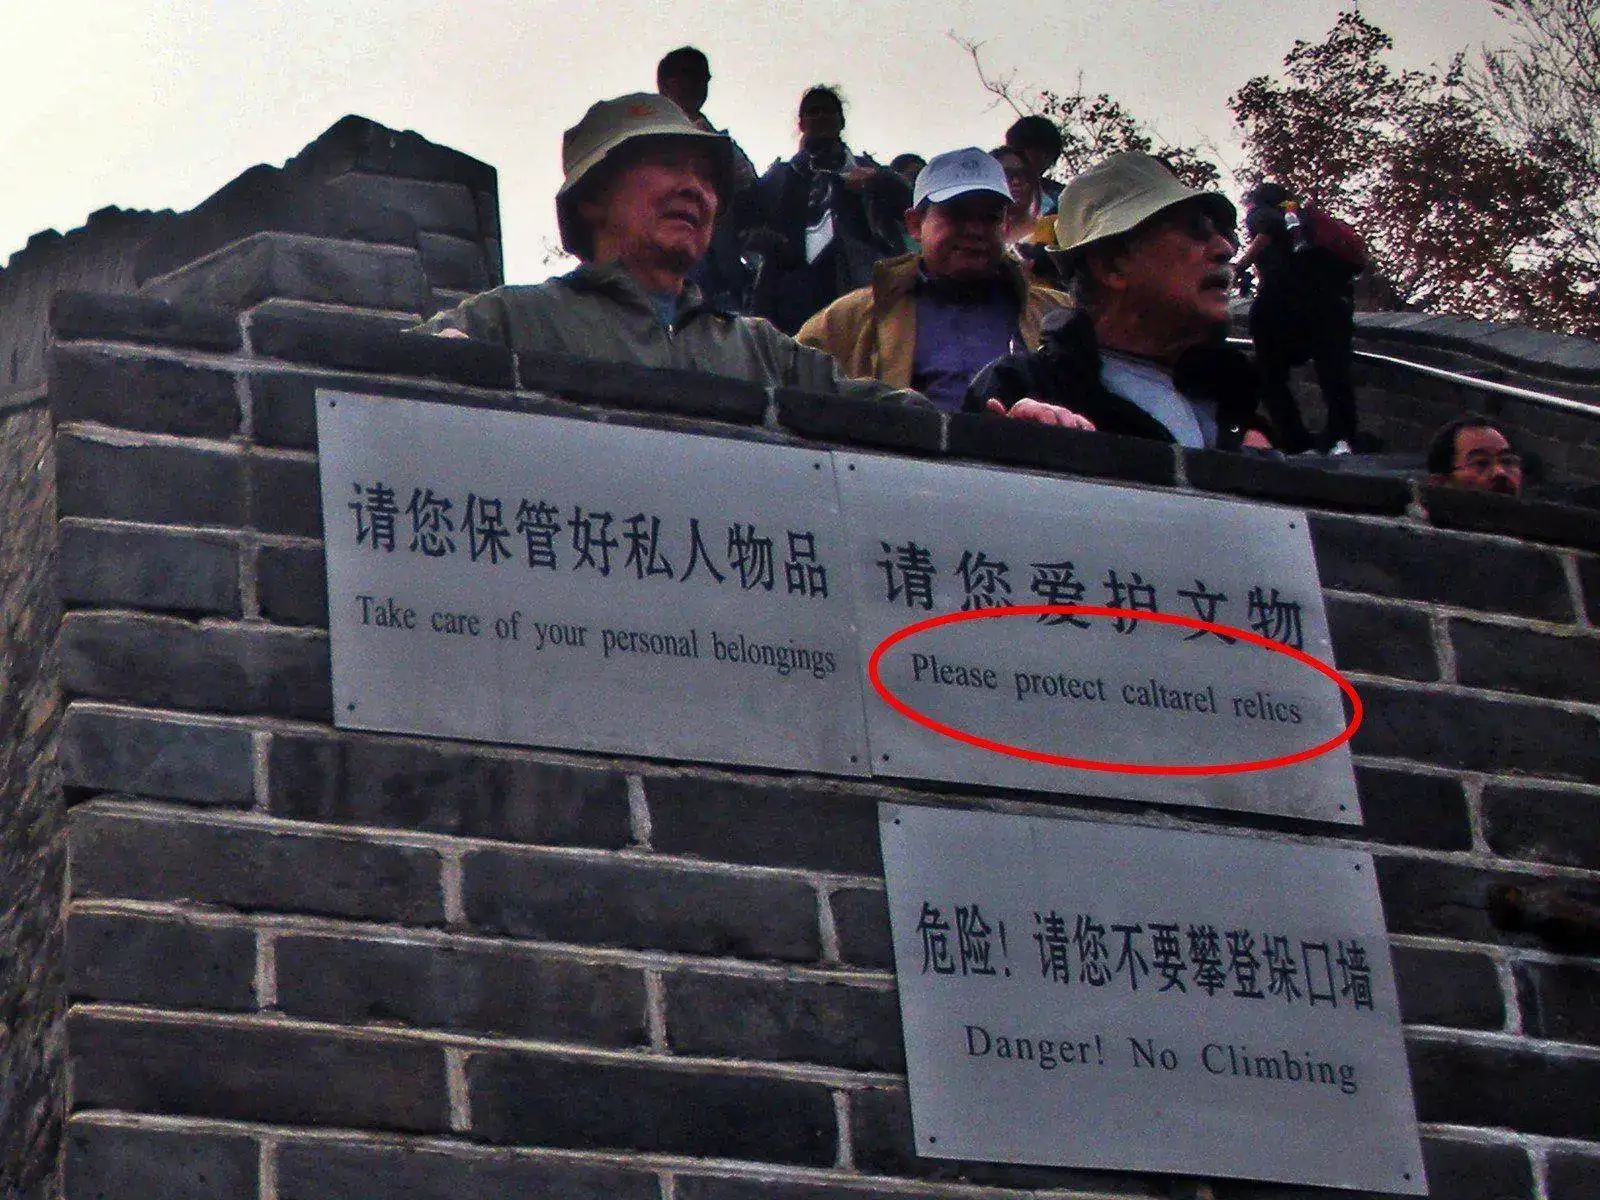 请您保管好私人物品
Take care of your personal belongings
请您爱护文物
Please protect caltarel relics
危险！请您不要攀登垛口墙
Danger! No Climbing